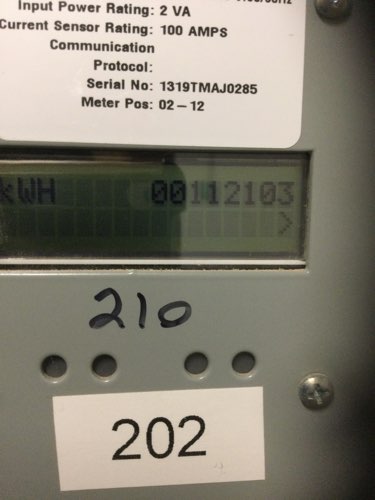 Input Power Rating: 2 VA
Current Sensor Rating: 100 AMPS
Communication
Protocol:
Serial No: 1319TMAJ0285
Meter Pos: 02 – 12
kWH 00112103
>
210
202